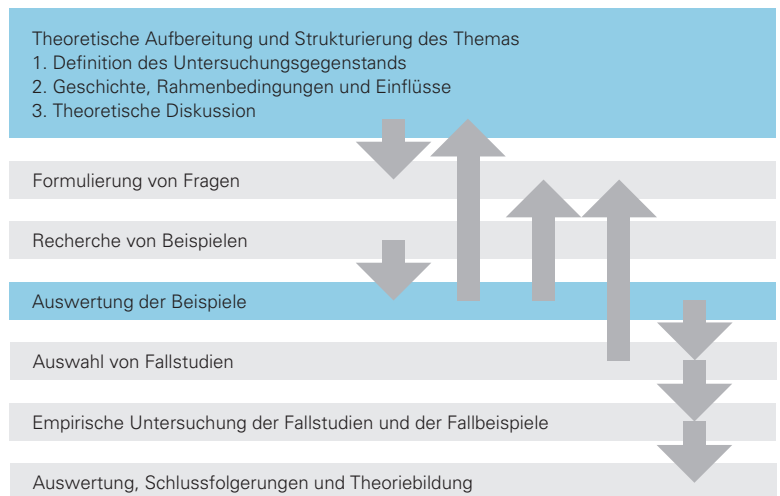 Theoretische Aufbereitung und Strukturierung des Themas
1. Definition des Untersuchungsgegenstands
2. Geschichte, Rahmenbedingungen und Einflüsse
3. Theoretische Diskussion
Formulierung von Fragen
Recherche von Beispielen
Auswertung der Beispiele
Auswahl von Fallstudien
Empirische Untersuchung der Fallstudien und der Fallbeispiele
Auswertung, Schlussfolgerungen und Theoriebildung